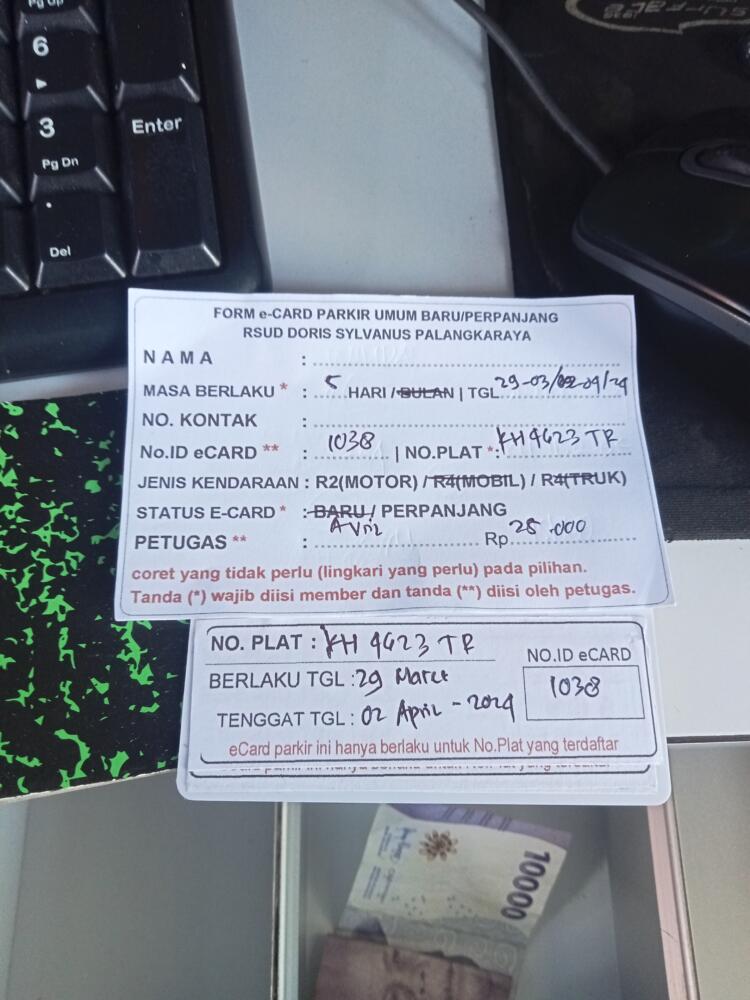 Pg Up
6
3
Pg Dn
Enter
.
Del
FORM e-CARD PARKIR UMUM BARU/PERPANJANG
RSUD DORIS SYLVANUS PALANGKARAYA
NAMA :
MASA BERLAKU * : 5 HARI / BULAN | TGL 29-03/02-04/24
NO. KONTAK :
No.ID eCARD ** : 1038 | NO.PLAT *: KH 4623 TR
JENIS KENDARAAN : R2(MOTOR) / R4(MOBIL) / R4(TRUK)
STATUS E-CARD * : BARU / PERPANJANG
PETUGAS ** : Avril Rp 25.000
coret yang tidak perlu (lingkari yang perlu) pada pilihan.
Tanda (*) wajib diisi member dan tanda (**) diisi oleh petugas.
NO. PLAT : KH 4623 TR
NO.ID eCARD
BERLAKU TGL : 29 Maret
1038
TENGGAT TGL : 02 April - 2024
eCard parkir ini hanya berlaku untuk No.Plat yang terdaftar
10000